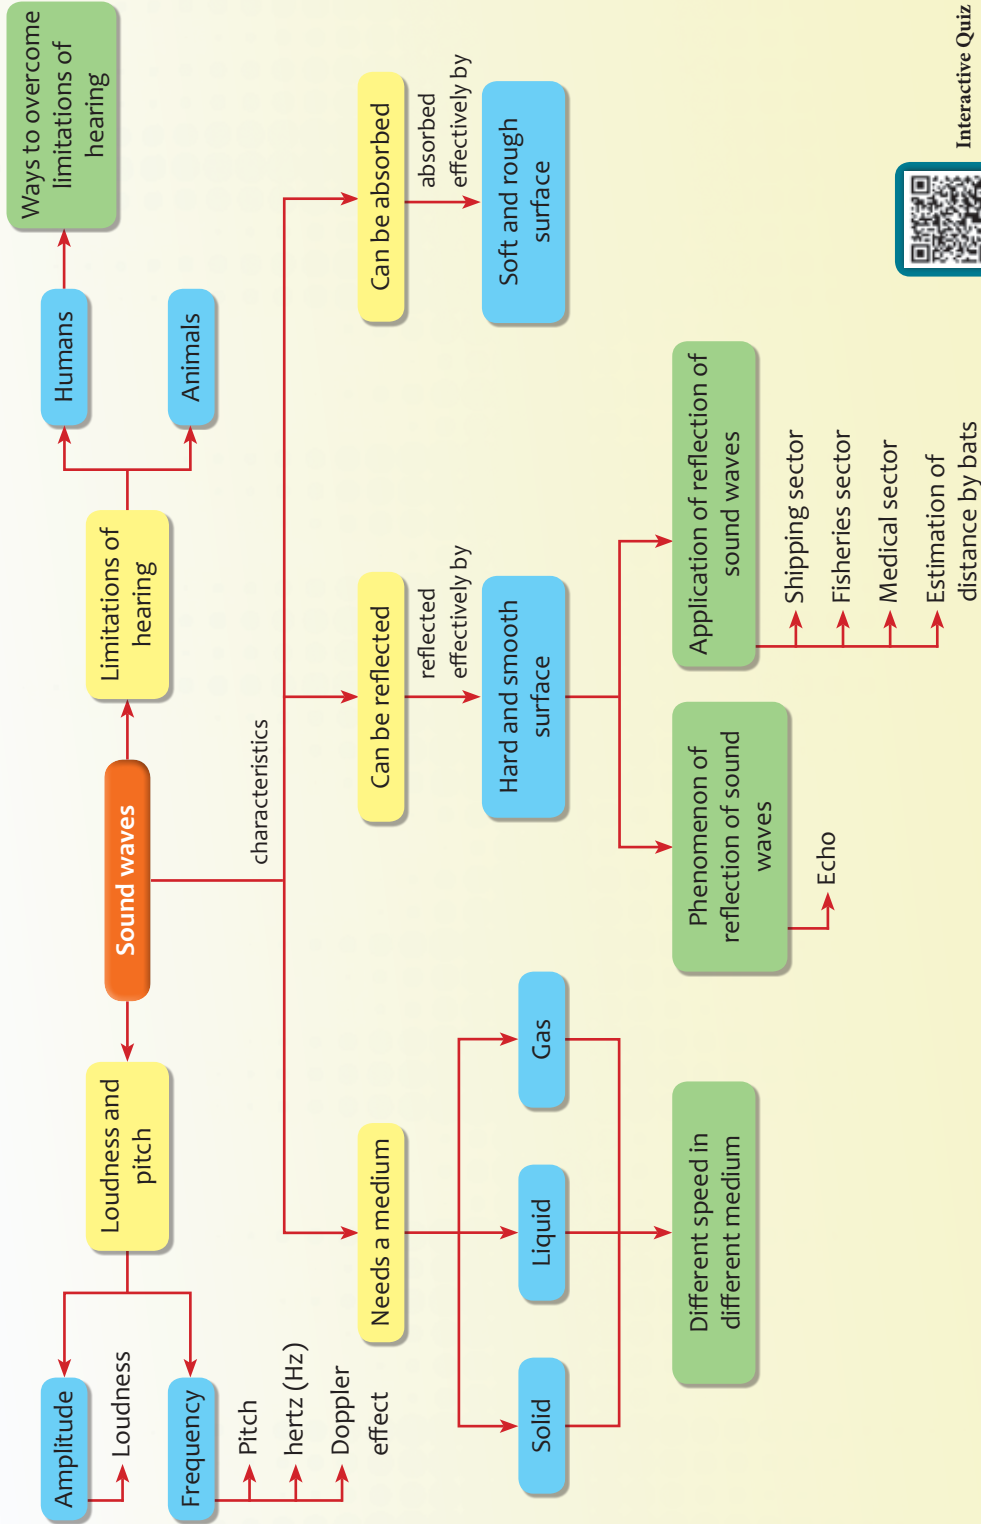 Sound waves
Loudness and
pitch
Amplitude
Loudness
Frequency
Pitch
hertz (Hz)
Doppler
effect
Limitations of
hearing
Humans
Ways to overcome
limitations of
hearing
Animals
characteristics
Needs a medium
Solid
Liquid
Gas
Different speed in
different medium
Can be reflected
reflected
effectively by
Hard and smooth
surface
Phenomenon of
reflection of sound
waves
Echo
Application of reflection of
sound waves
Shipping sector
Fisheries sector
Medical sector
Estimation of
distance by bats
Can be absorbed
absorbed
effectively by
Soft and rough
surface
Interactive Quiz